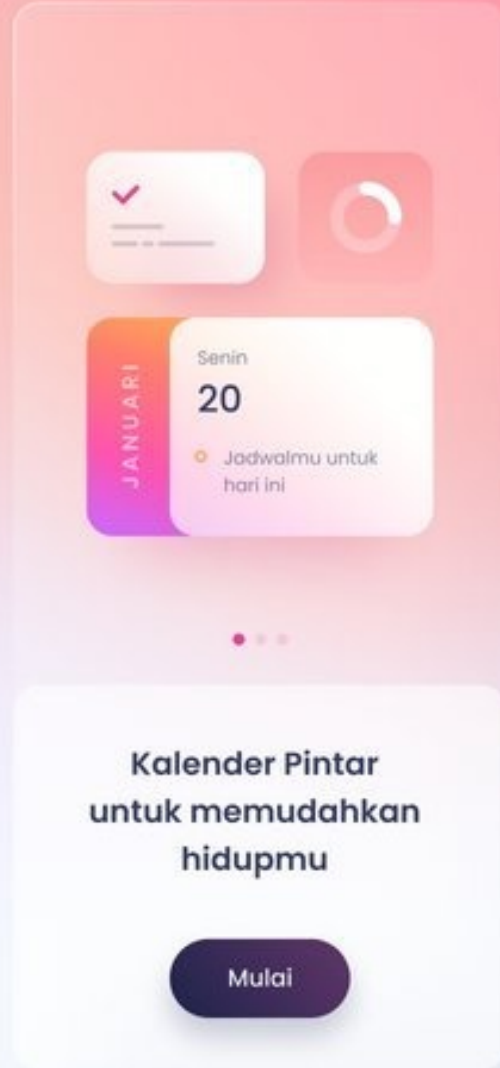 Senin
20
JANUARI
Jadwalmu untuk
hari ini
Kalender Pintar
untuk memudahkan
hidupmu
Mulai